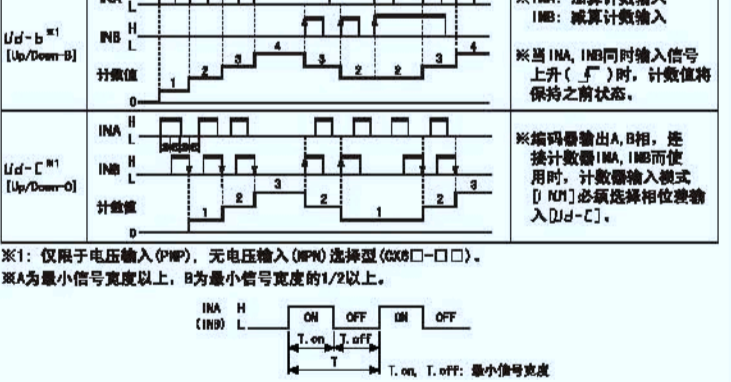 H
L
INB: 减算计数输入
Ud-b※1
[Up/Down-B]
INB H
L
计数值
0
1 2 3 4 3 2 2 3 4
※当INA, INB同时输入信号
上升( )时, 计数值将
保持之前状态。
Ud-C※1
[Up/Down-C]
INA H
L
INB H
L
计数值
0
1 2 3 2 1 2 3
※编码器输出A,B相, 连
接计数器INA, INB而使
用时, 计数器输入模式
必须选择相位差输
入[Ud-C]。
※1: 仅限于电压输入(PNP), 无电压输入(NPN)选择型(CX6□-□□)。
※A为最小信号宽度以上, B为最小信号宽度的1/2以上。
INA H
(INB) L
ON OFF ON OFF
T.on T.off
T
T.on, T.off: 最小信号宽度